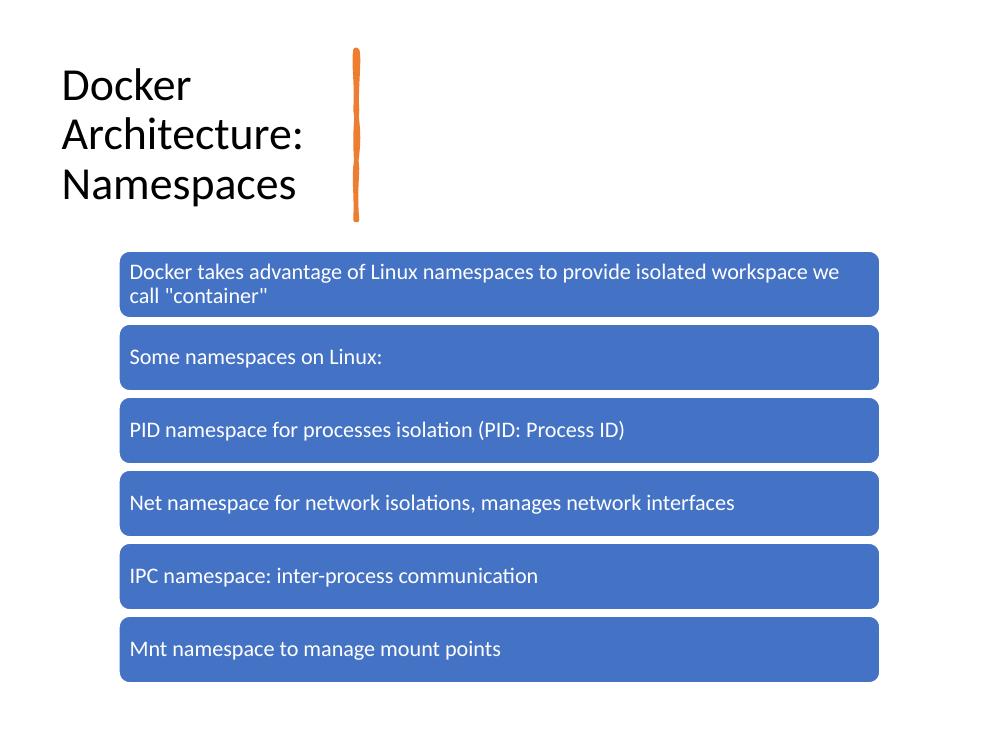 Docker
Architecture:
Namespaces
Docker takes advantage of Linux namespaces to provide isolated workspace we
call "container"
Some namespaces on Linux:
PID namespace for processes isolation (PID: Process ID)
Net namespace for network isolations, manages network interfaces
IPC namespace: inter-process communication
Mnt namespace to manage mount points